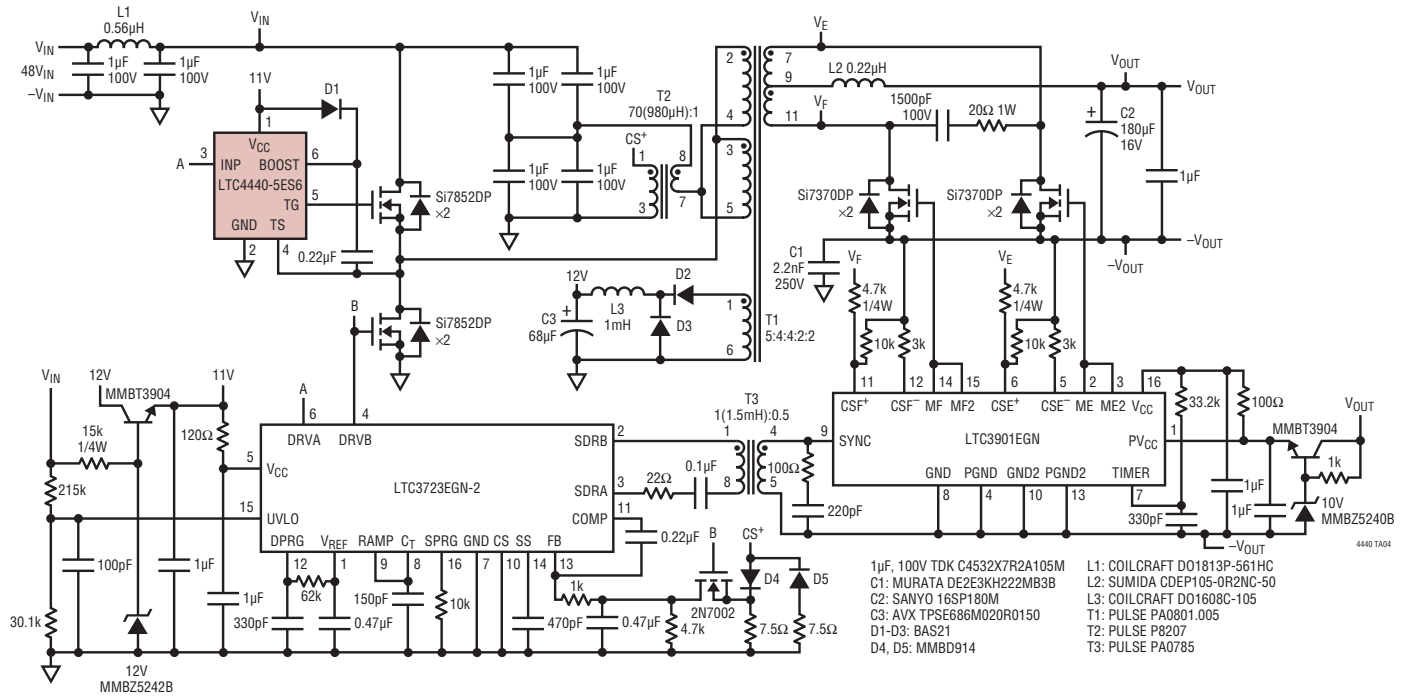 L1
0.56µH
VIN
VIN
48VIN
–VIN
1µF
100V
1µF
100V
11V
D1
1
VCC
A
3
INP
BOOST
6
LTC4440-5ES6
TG
5
GND
TS
2
4
0.22µF
Si7852DP
×2
B
Si7852DP
×2
1µF
100V
1µF
100V
1µF
100V
1µF
100V
T2
70(980µH):1
CS+
1
8
3
7
2
4
3
5
12V
D2
L3
1mH
D3
C3
68µF
+
1
6
T1
5:4:4:2:2
VE
7
9
L2 0.22µH
VF
11
1500pF
100V
20Ω 1W
VOUT
VOUT
+
C2
180µF
16V
1µF
Si7370DP
×2
Si7370DP
×2
–VOUT
–VOUT
C1
2.2nF
250V
VF
4.7k
1/4W
10k
3k
VE
4.7k
1/4W
10k
3k
11
12
14
15
6
5
2
3
16
CSF+
CSF–
MF
MF2
CSE+
CSE–
ME
ME2
VCC
33.2k
100Ω
VOUT
9
SYNC
LTC3901EGN
PVCC
1
MMBT3904
1k
GND
PGND
GND2
PGND2
TIMER
8
4
10
13
7
330pF
1µF
1µF
10V
MMBZ5240B
–VOUT
VIN
12V
MMBT3904
11V
15k
1/4W
120Ω
215k
A
6
4
DRVA
DRVB
5
VCC
LTC3723EGN-2
15
UVLO
SDRB
2
SDRA
3
COMP
11
DPRG
VREF
RAMP
CT
SPRG
GND
CS
SS
FB
12
1
9
8
16
7
10
14
13
T3
1(1.5mH):0.5
1
4
8
5
22Ω
0.1µF
100Ω
220pF
0.22µF
100pF
1µF
1µF
30.1k
12V
MMBZ5242B
62k
330pF
0.47µF
150pF
10k
470pF
1k
0.47µF
4.7k
B
2N7002
CS+
D4
D5
7.5Ω
7.5Ω
1µF, 100V TDK C4532X7R2A105M
C1: MURATA DE2E3KH222MB3B
C2: SANYO 16SP180M
C3: AVX TPSE686M020R0150
D1-D3: BAS21
D4, D5: MMBD914
L1: COILCRAFT DO1813P-561HC
L2: SUMIDA CDEP105-0R2NC-50
L3: COILCRAFT DO1608C-105
T1: PULSE PA0801.005
T2: PULSE P8207
T3: PULSE PA0785
4440 TA04